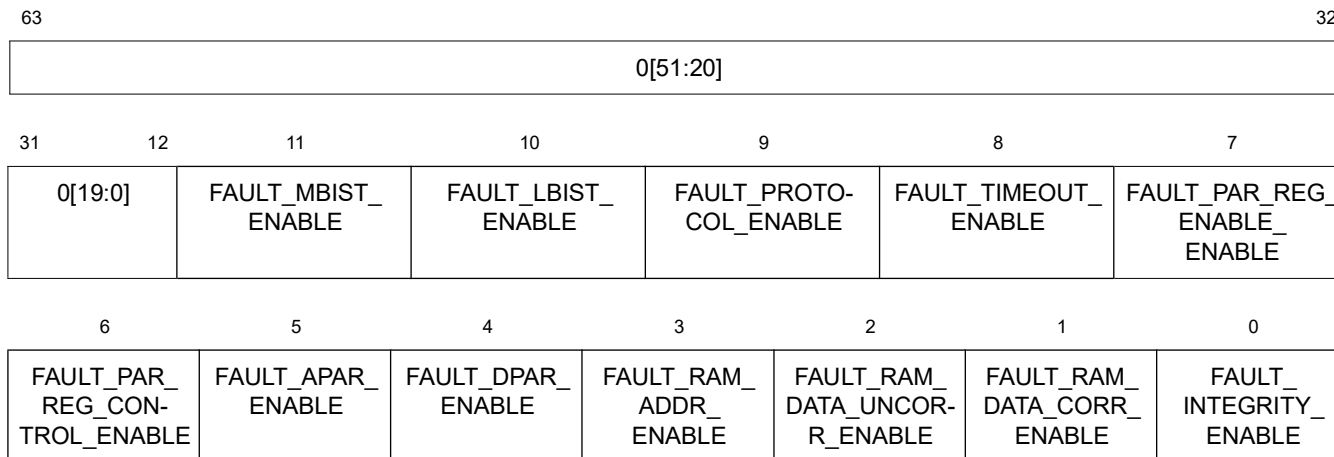 63 32
0[51:20]
31 12 11 10 9 8 7
0[19:0] FAULT_MBIST_ FAULT_LBIST_ FAULT_PROTO- FAULT_TIMEOUT_ FAULT_PAR_REG_
ENABLE ENABLE COL_ENABLE ENABLE ENABLE_
ENABLE
6 5 4 3 2 1 0
FAULT_PAR_ FAULT_APAR_ FAULT_DPAR_ FAULT_RAM_ FAULT_RAM_ FAULT_RAM_ FAULT_
REG_CON- ENABLE ENABLE ADDR_ DATA_UNCOR- DATA_CORR_ INTEGRITY_
TROL_ENABLE ENABLE R_ENABLE ENABLE ENABLE